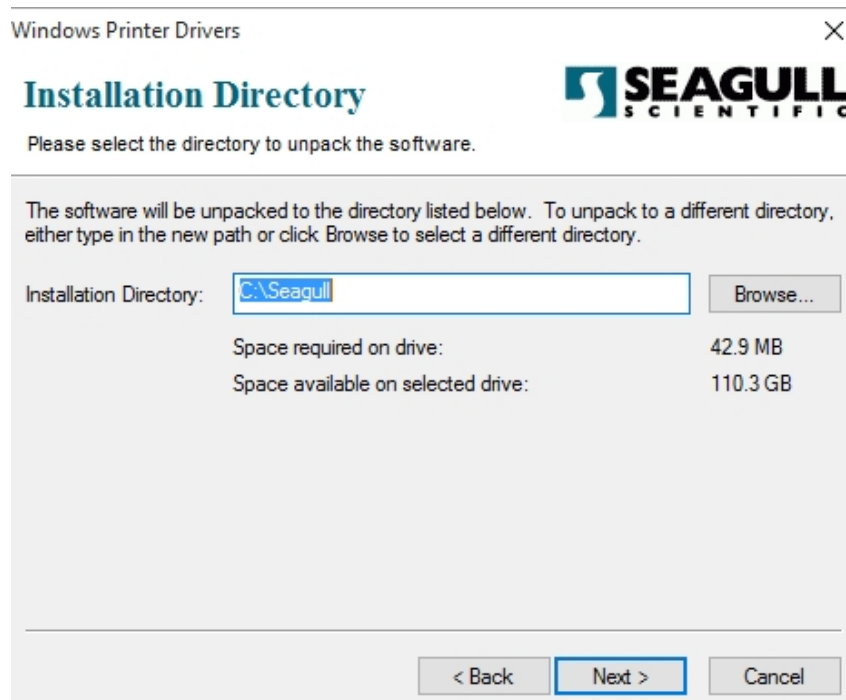 Windows Printer Drivers
Installation Directory
SEAGULL
SCIENTIFIC
Please select the directory to unpack the software.
The software will be unpacked to the directory listed below. To unpack to a different directory,
either type in the new path or click Browse to select a different directory.
Installation Directory: C:\Seagull Browse...
Space required on drive: 42.9 MB
Space available on selected drive: 110.3 GB
< Back Next > Cancel